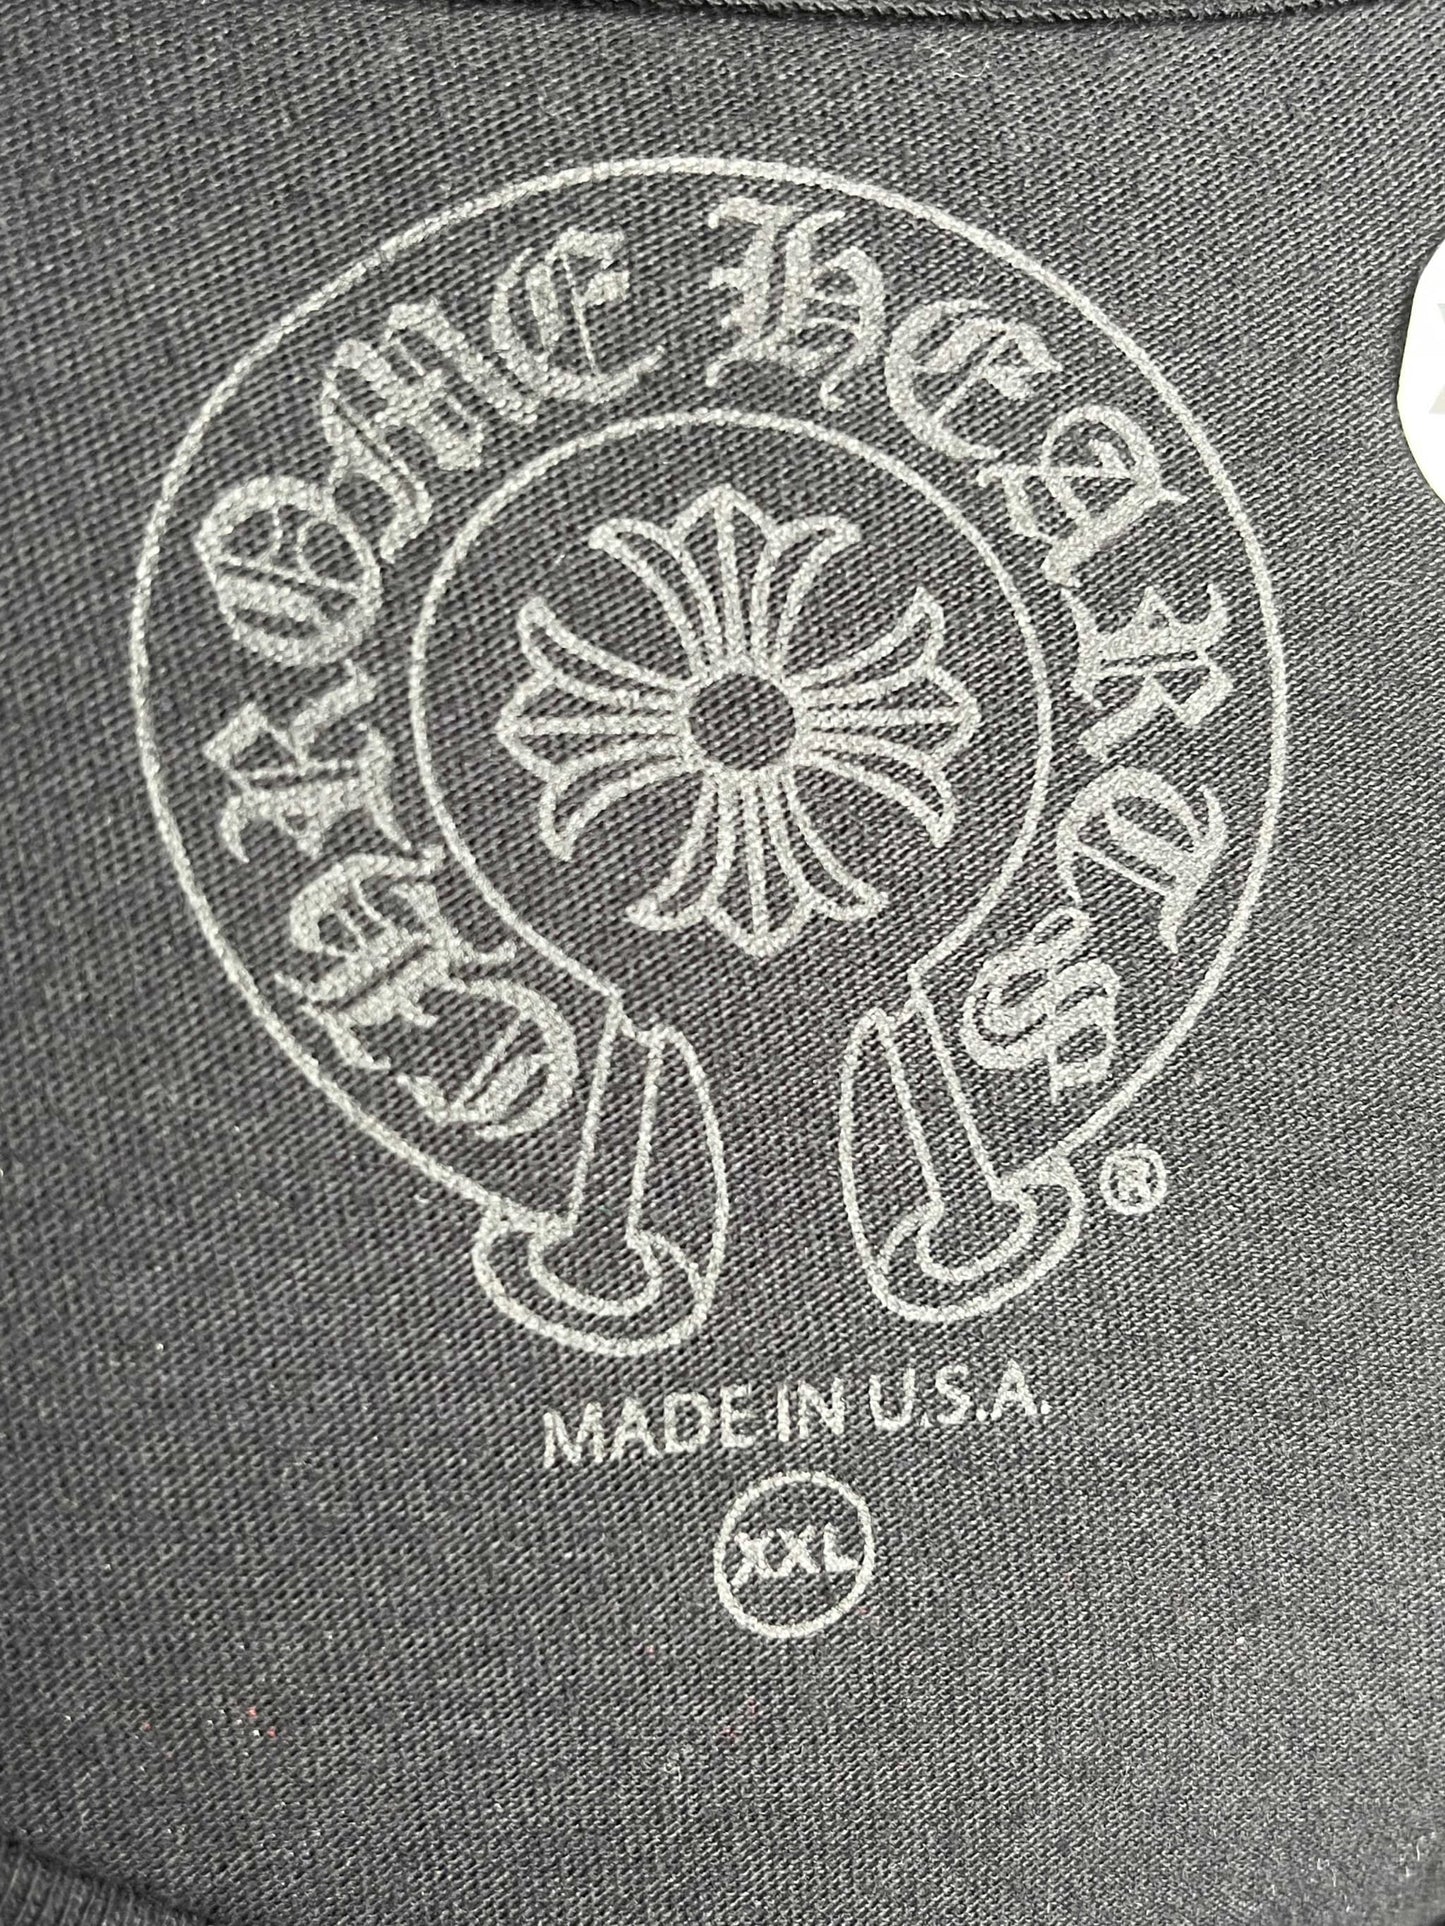 CHROME HEARTS
®
MADE IN U.S.A.
XXL